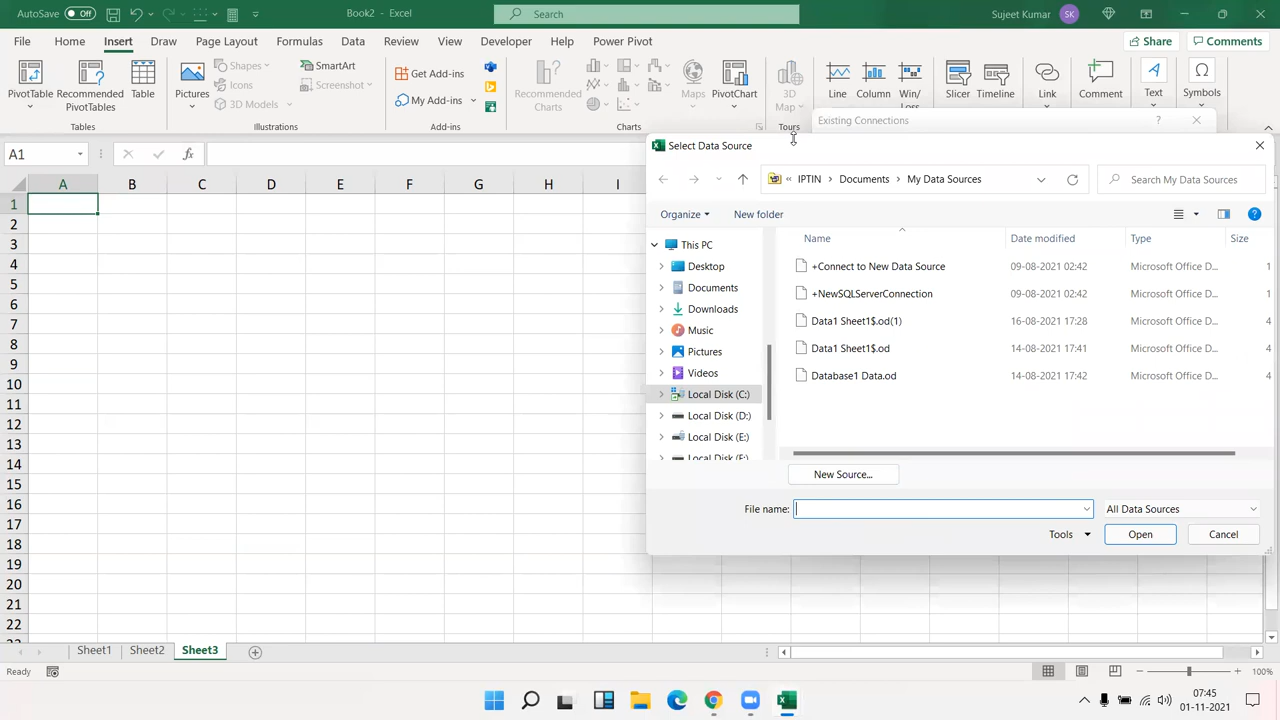 AutoSave Off Book2 - Excel Search Sujeet Kumar SK
File Home Insert Draw Page Layout Formulas Data Review View Developer Help Power Pivot Share Comments
PivotTable Recommended PivotTables Table
Tables
Pictures Shapes Icons 3D Models SmartArt Screenshot
Illustrations
Get Add-ins My Add-ins
Add-ins
Recommended Charts Maps PivotChart
Charts
3D Map
Tours
Line Column Win/Loss
Slicer Timeline
Link
Comment
Text
Symbols
Existing Connections ?
A1 fx
A B C D E F G H I
1
2
3
4
5
6
7
8
9
10
11
12
13
14
15
16
17
18
19
20
21
22
Select Data Source
« IPTIN › Documents › My Data Sources Search My Data Sources
Organize New folder
This PC
Desktop
Documents
Downloads
Music
Pictures
Videos
Local Disk (C:)
Local Disk (D:)
Local Disk (E:)
Local Disk (F:)
Name Date modified Type Size
+Connect to New Data Source 09-08-2021 02:42 Microsoft Office D... 1
+NewSQLServerConnection 09-08-2021 02:42 Microsoft Office D... 1
Data1 Sheet1$.od(1) 16-08-2021 17:28 Microsoft Office D... 4
Data1 Sheet1$.od 14-08-2021 17:41 Microsoft Office D... 4
Database1 Data.od 14-08-2021 17:42 Microsoft Office D... 4
New Source...
File name: All Data Sources
Tools Open Cancel
Sheet1 Sheet2 Sheet3
Ready 100%
07:45
01-11-2021